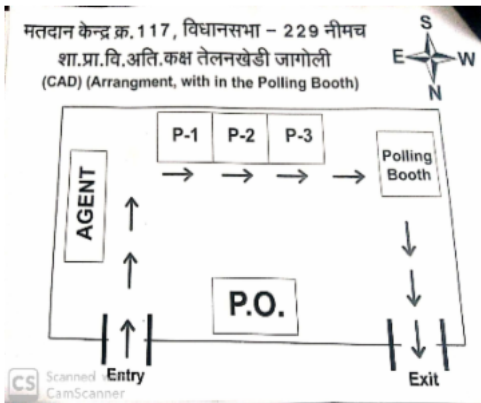 मतदान केन्द्र क्र. 117, विधानसभा - 229 नीमच
शा.प्रा.वि.अति.कक्ष तेलनखेडी जागोली
(CAD) (Arrangment, with in the Polling Booth)
S
E W
N
P-1 P-2 P-3
Polling
Booth
AGENT
P.O.
Entry
Exit
CS Scanned
CamScanner